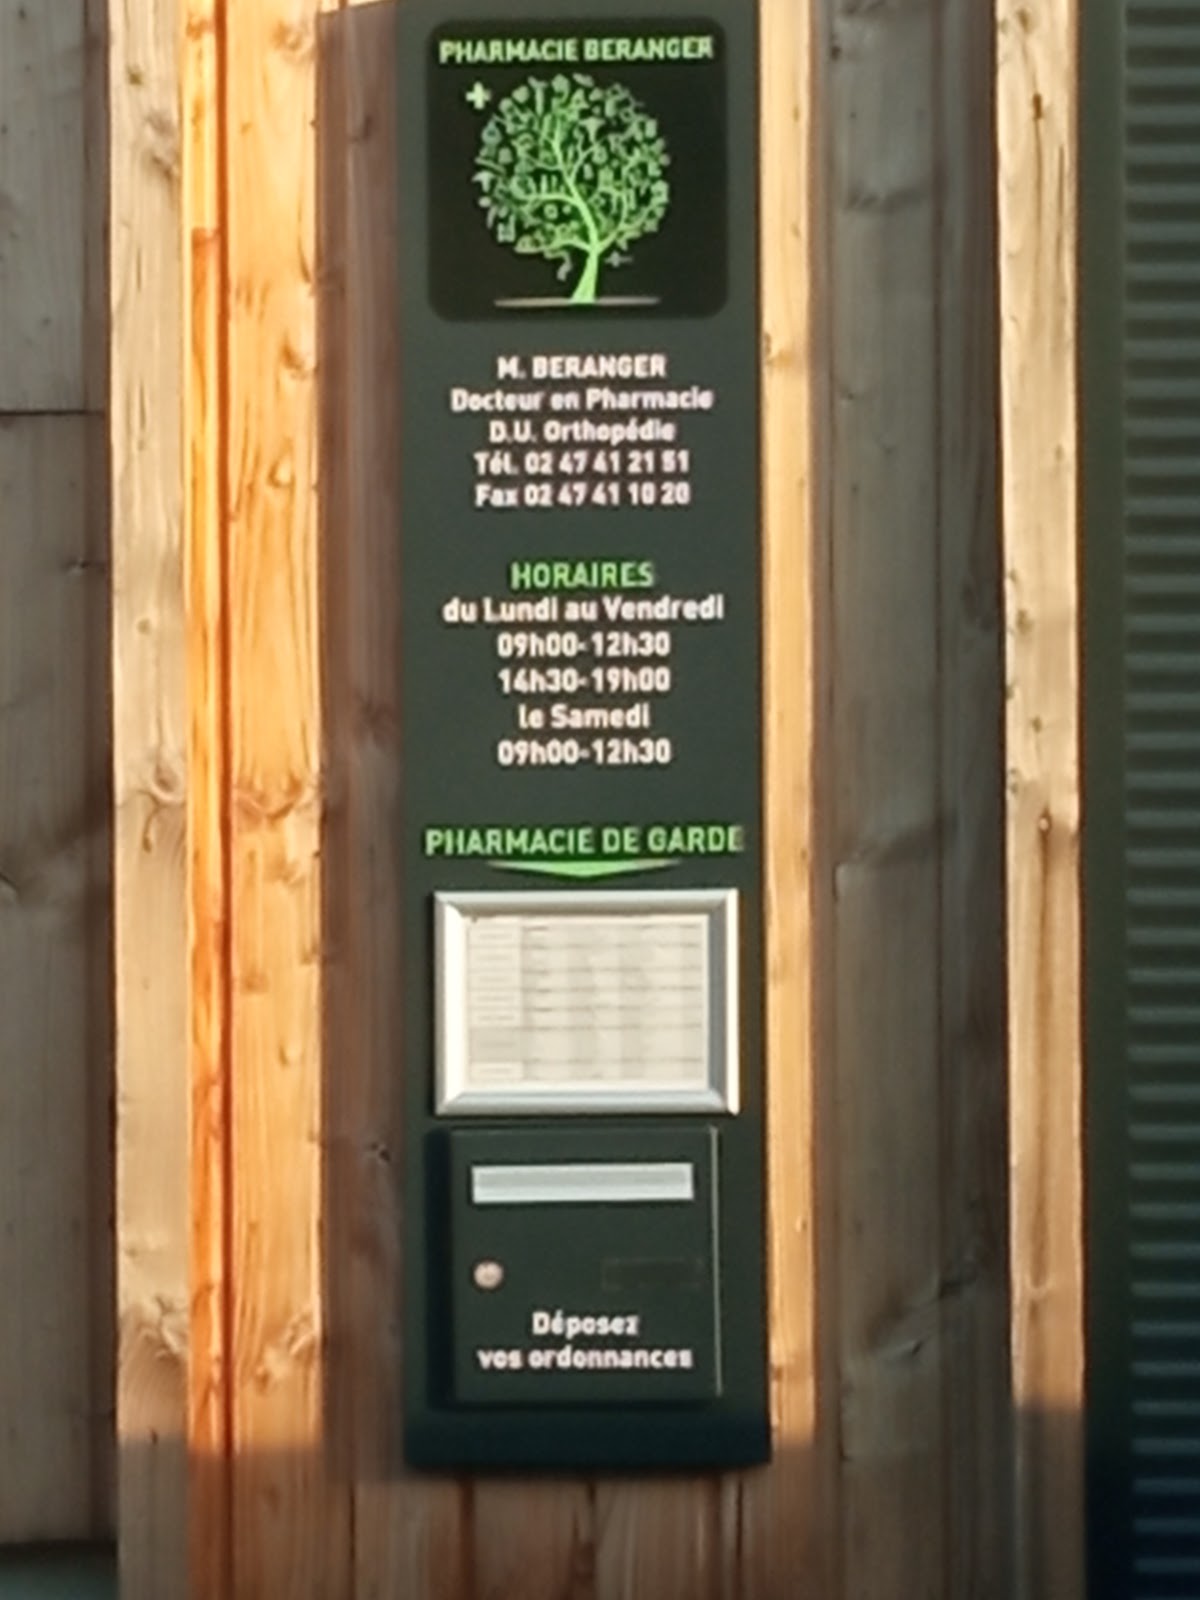 PHARMACIE BERANGER
M. BERANGER
Docteur en Pharmacie
D.U. Orthopédie
Tél. 02 47 41 21 51
Fax 02 47 41 10 20
HORAIRES
du Lundi au Vendredi
09h00-12h30
14h30-19h00
le Samedi
09h00-12h30
PHARMACIE DE GARDE
Déposez
vos ordonnances